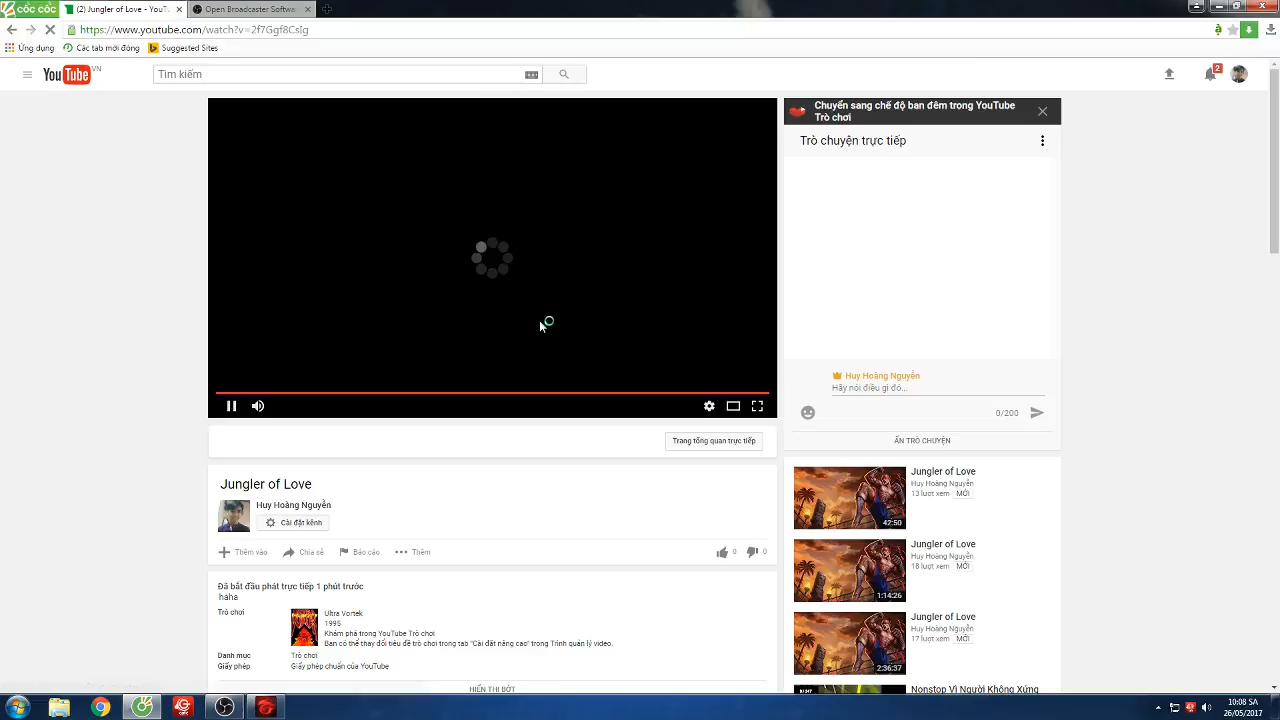 CỐC CỐC
(2) Jungler of Love - YouT
Open Broadcaster Softwa
https://www.youtube.com/watch?v=2f7Ggf8Cslg
Ứng dụng
Các tab mới đóng
Suggested Sites
YouTube VN
Tìm kiếm
2
Chuyển sang chế độ ban đêm trong YouTube
Trò chơi
Trò chuyện trực tiếp
Huy Hoàng Nguyễn
Hãy nói điều gì đó...
0/200
ẨN TRÒ CHUYỆN
Trang tổng quan trực tiếp
Jungler of Love
Huy Hoàng Nguyễn
Cài đặt kênh
Thêm vào
Chia sẻ
Báo cáo
Thêm
0
0
Đã bắt đầu phát trực tiếp 1 phút trước
haha
Trò chơi
Ultra Vortek
1995
Khám phá trong YouTube Trò chơi
Bạn có thể thay đổi tiêu đề trò chơi trong tab "Cài đặt nâng cao" trong Trình quản lý video.
Danh mục
Trò chơi
Giấy phép
Giấy phép chuẩn của YouTube
HIỂN THỊ BỚT
Jungler of Love
Huy Hoàng Nguyễn
13 lượt xem MỚI
42:50
Jungler of Love
Huy Hoàng Nguyễn
18 lượt xem MỚI
1:14:26
Jungler of Love
Huy Hoàng Nguyễn
17 lượt xem MỚI
2:36:37
Nonstop Vì Người Không Xứng
10:08 SA
26/05/2017